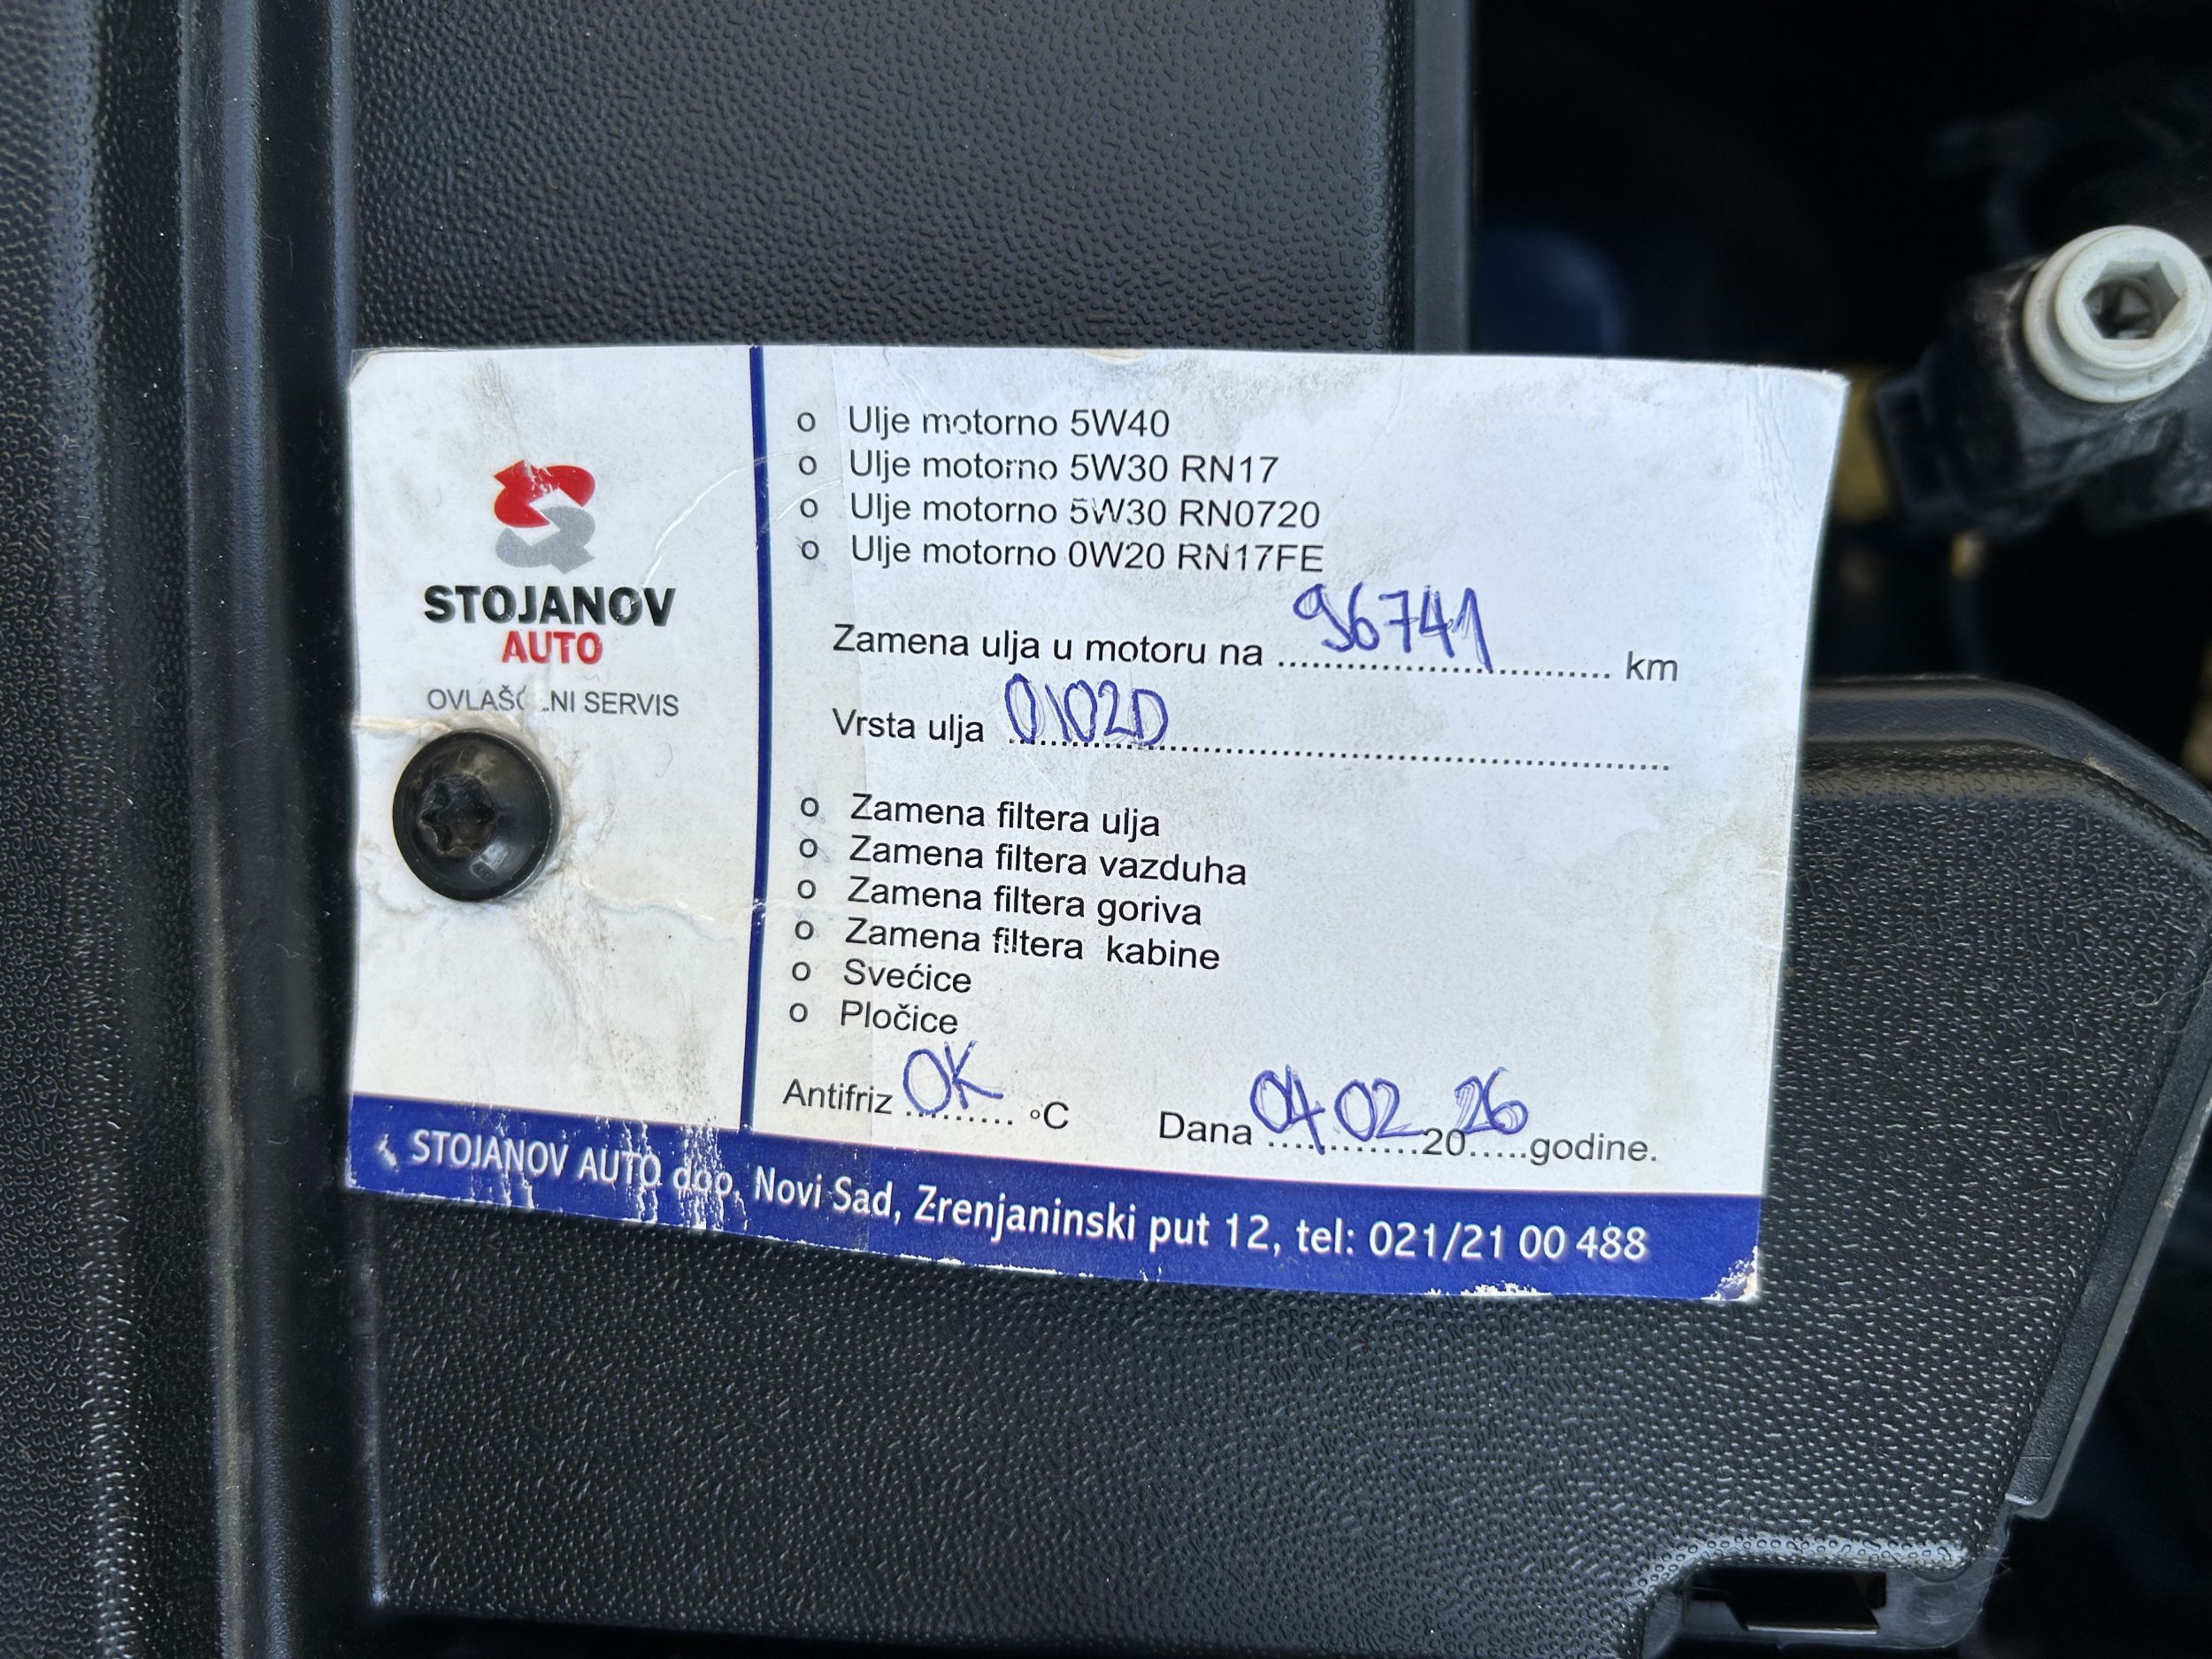 STOJANOV
AUTO
OVLAŠĆENI SERVIS
o Ulje motorno 5W40
o Ulje motorno 5W30 RN17
o Ulje motorno 5W30 RN0720
o Ulje motorno 0W20 RN17FE
Zamena ulja u motoru na 96741 km
Vrsta ulja 0102D
o Zamena filtera ulja
o Zamena filtera vazduha
o Zamena filtera goriva
o Zamena filtera kabine
o Svećice
o Pločice
Antifriz OK °C Dana 04.02 2026 godine.
STOJANOV AUTO doo, Novi Sad, Zrenjaninski put 12, tel: 021/21 00 488